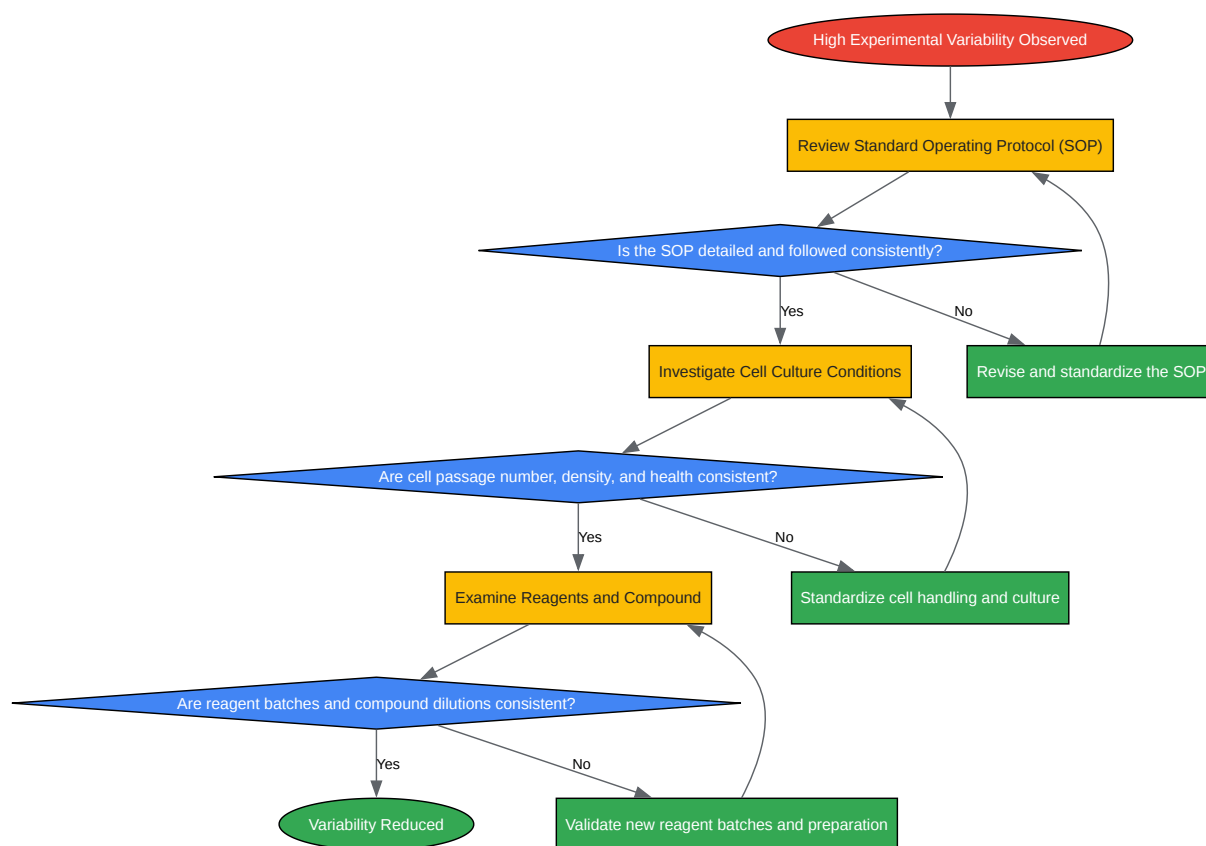 High Experimental Variability Observed
Review Standard Operating Protocol (SOP)
Is the SOP detailed and followed consistently?
Yes
No
Investigate Cell Culture Conditions
Revise and standardize the SOP
Are cell passage number, density, and health consistent?
Yes
No
Examine Reagents and Compound
Standardize cell handling and culture
Are reagent batches and compound dilutions consistent?
Yes
No
Variability Reduced
Validate new reagent batches and preparation